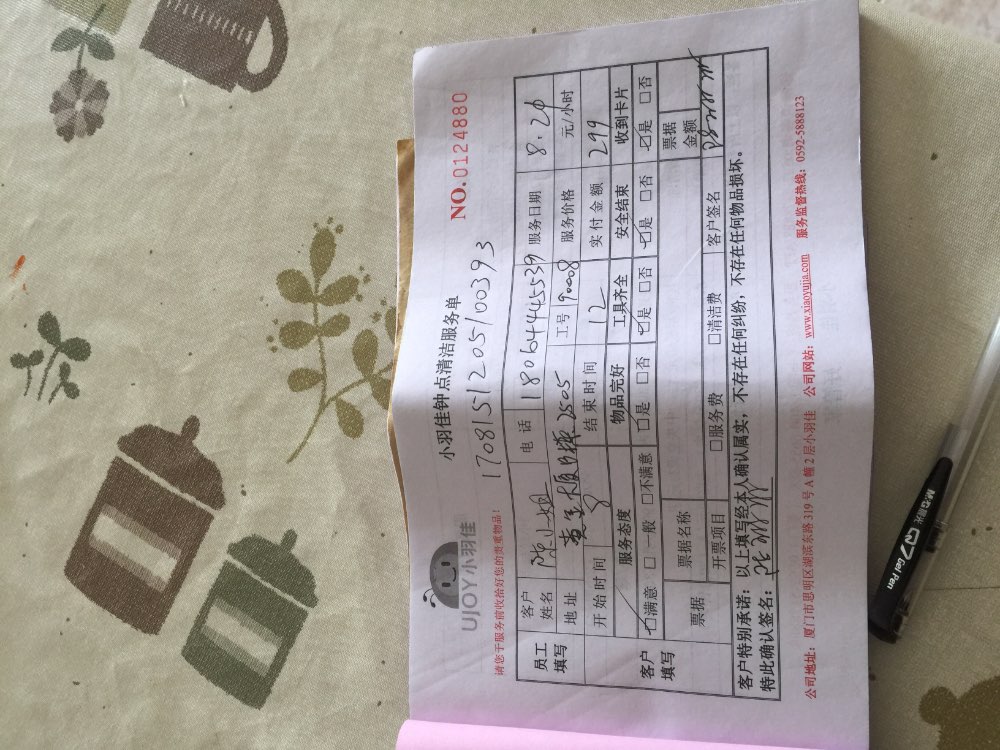 小羽佳钟点清洁服务单
UJOY小羽佳
NO.0124880
170815120510 0393
请您于服务前收拾好您的贵重物品!
员工填写
客户姓名 陈小姐 电话 18064445539 服务日期 8.20
地址 2505 工号 90008 服务价格 元/小时
开始时间 8 结束时间 12 实付金额 299
客户填写
服务态度 物品完好 工具齐全 安全结束 收到卡片
☑满意 □一般 □不满意 ☑是 □否 ☑是 □否 ☑是 □否 ☑是 □否
票据 票据名称 票据金额
开票项目 □服务费 □清洁费 客户签名
客户特别承诺:以上填写经本人确认属实,不存在任何纠纷,不存在任何物品损坏。
特此确认签名:
公司地址:厦门市思明区湖滨东路319号A幢2层小羽佳 公司网站:www.xiaoyujia.com 服务监督热线:0592-5888123
Q7 Gel Pen